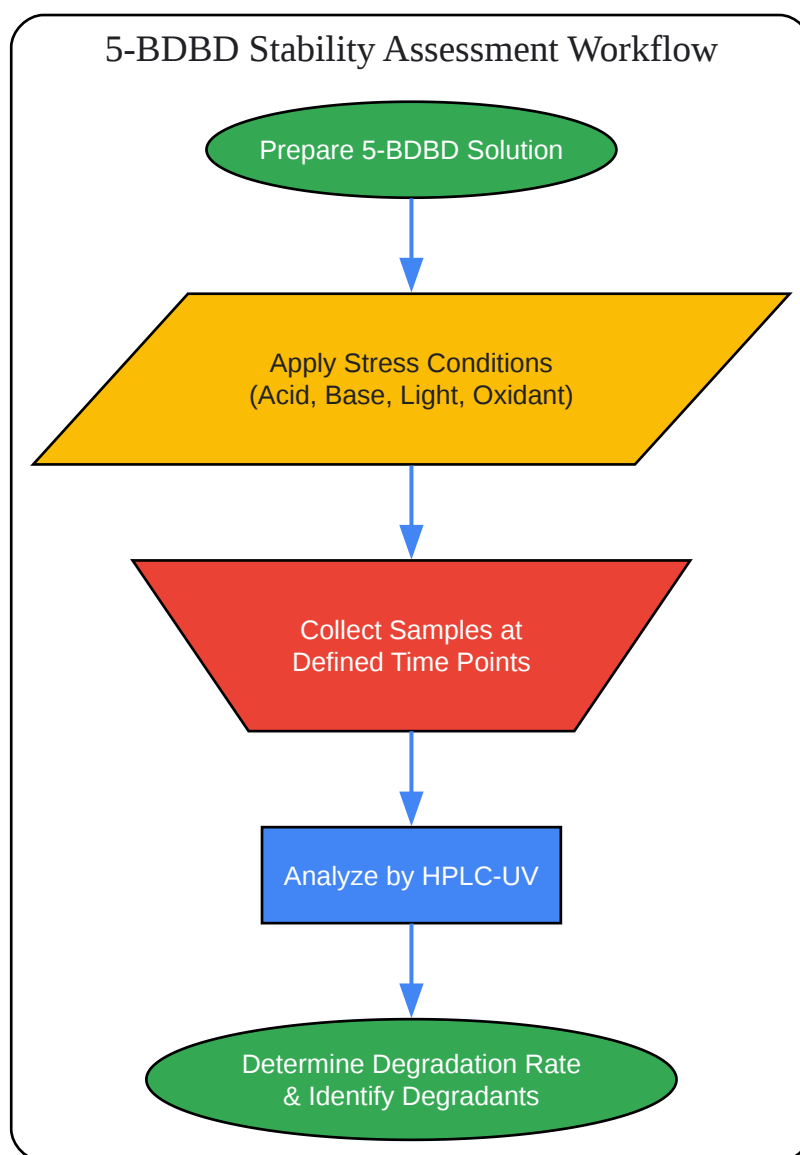 5-BDBD Stability Assessment Workflow
Prepare 5-BDBD Solution
Apply Stress Conditions
(Acid, Base, Light, Oxidant)
Collect Samples at
Defined Time Points
Analyze by HPLC-UV
Determine Degradation Rate
& Identify Degradants